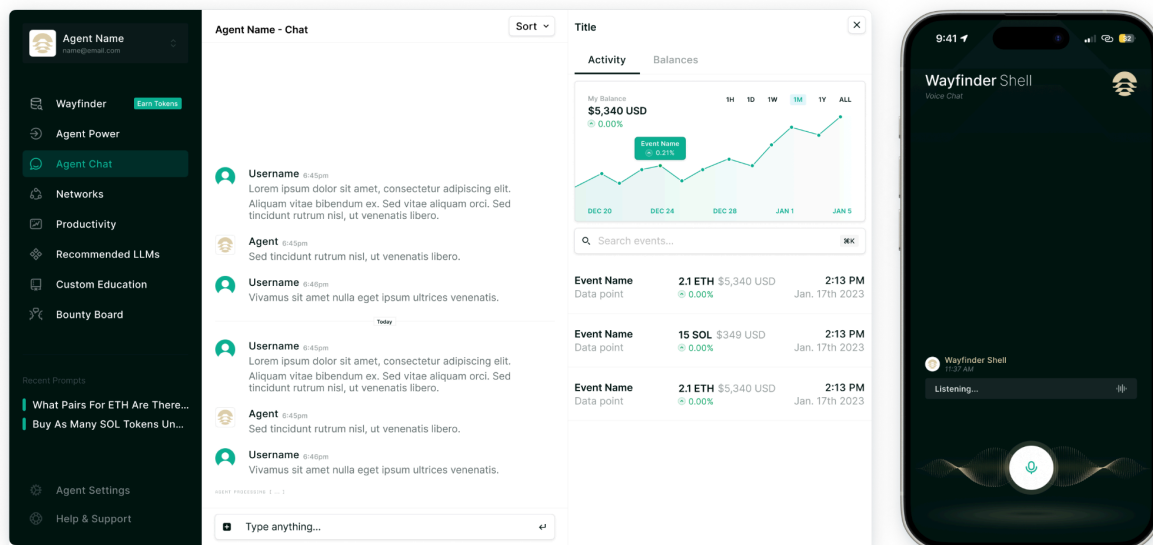 Agent Name
name@email.com
Wayfinder
Earn Tokens
Agent Power
Agent Chat
Networks
Productivity
Recommended LLMs
Custom Education
Bounty Board
Recent Prompts
What Pairs For ETH Are There...
Buy As Many SOL Tokens Un...
Agent Settings
Help & Support
Agent Name - Chat
Sort
Username 6:45pm
Lorem ipsum dolor sit amet, consectetur adipiscing elit.
Aliquam vitae bibendum ex. Sed vitae aliquam orci. Sed
tincidunt rutrum nisl, ut venenatis libero.
Agent 6:45pm
Sed tincidunt rutrum nisl, ut venenatis libero.
Username 6:46pm
Vivamus sit amet nulla eget ipsum ultrices venenatis.
Today
Username 6:45pm
Lorem ipsum dolor sit amet, consectetur adipiscing elit.
Aliquam vitae bibendum ex. Sed vitae aliquam orci. Sed
tincidunt rutrum nisl, ut venenatis libero.
Agent 6:45pm
Sed tincidunt rutrum nisl, ut venenatis libero.
Username 6:46pm
Vivamus sit amet nulla eget ipsum ultrices venenatis.
AGENT PROCESSING [ ... ]
Type anything...
Title
Activity Balances
My Balance
$5,340 USD
0.00%
1H 1D 1W 1M 1Y ALL
Event Name
0.21%
DEC 20 DEC 24 DEC 28 JAN 1 JAN 5
Search events...
⌘K
Event Name 2.1 ETH $5,340 USD 2:13 PM
Data point 0.00% Jan. 17th 2023
Event Name 15 SOL $349 USD 2:13 PM
Data point 0.00% Jan. 17th 2023
Event Name 2.1 ETH $5,340 USD 2:13 PM
Data point 0.00% Jan. 17th 2023
9:41
32
Wayfinder Shell
Voice Chat
Wayfinder Shell
11:37 AM
Listening...